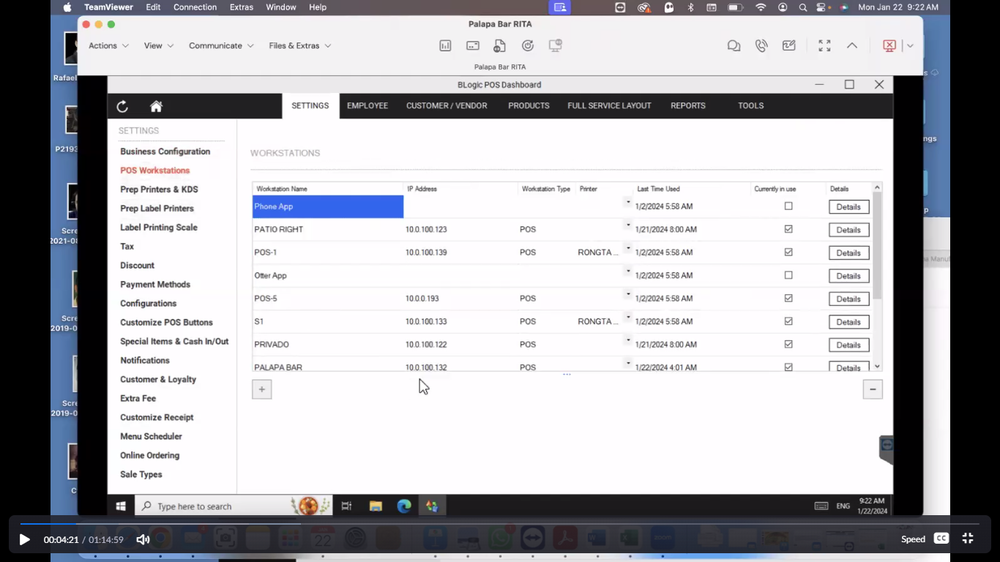 TeamViewer Edit Connection Extras Window Help Mon Jan 22 9:22 AM
Palapa Bar RITA
Actions View Communicate Files & Extras
Palapa Bar RITA
BLogic POS Dashboard
SETTINGS EMPLOYEE CUSTOMER / VENDOR PRODUCTS FULL SERVICE LAYOUT REPORTS TOOLS
SETTINGS
Business Configuration
POS Workstations
Prep Printers & KDS
Prep Label Printers
Label Printing Scale
Tax
Discount
Payment Methods
Configurations
Customize POS Buttons
Special Items & Cash In/Out
Notifications
Customer & Loyalty
Extra Fee
Customize Receipt
Menu Scheduler
Online Ordering
Sale Types
WORKSTATIONS
Workstation Name IP Address Workstation Type Printer Last Time Used Currently in use Details
Phone App 1/2/2024 5:58 AM Details
PATIO RIGHT 10.0.100.123 POS 1/21/2024 8:00 AM Details
POS-1 10.0.100.139 POS RONGTA ... 1/2/2024 5:58 AM Details
Otter App 1/2/2024 5:58 AM Details
POS-5 10.0.0.193 POS 1/2/2024 5:58 AM Details
S1 10.0.100.133 POS RONGTA ... 1/2/2024 5:58 AM Details
PRIVADO 10.0.100.122 POS 1/21/2024 8:00 AM Details
PALAPA BAR 10.0.100.132 POS 1/22/2024 4:01 AM Details
+ −
Rafael
P2193
Scre
2021-08
Scre
2019-0
Scre
2019-0
C
Type here to search
ENG 9:22 AM
1/22/2024
22
00:04:21 / 01:14:59 Speed CC